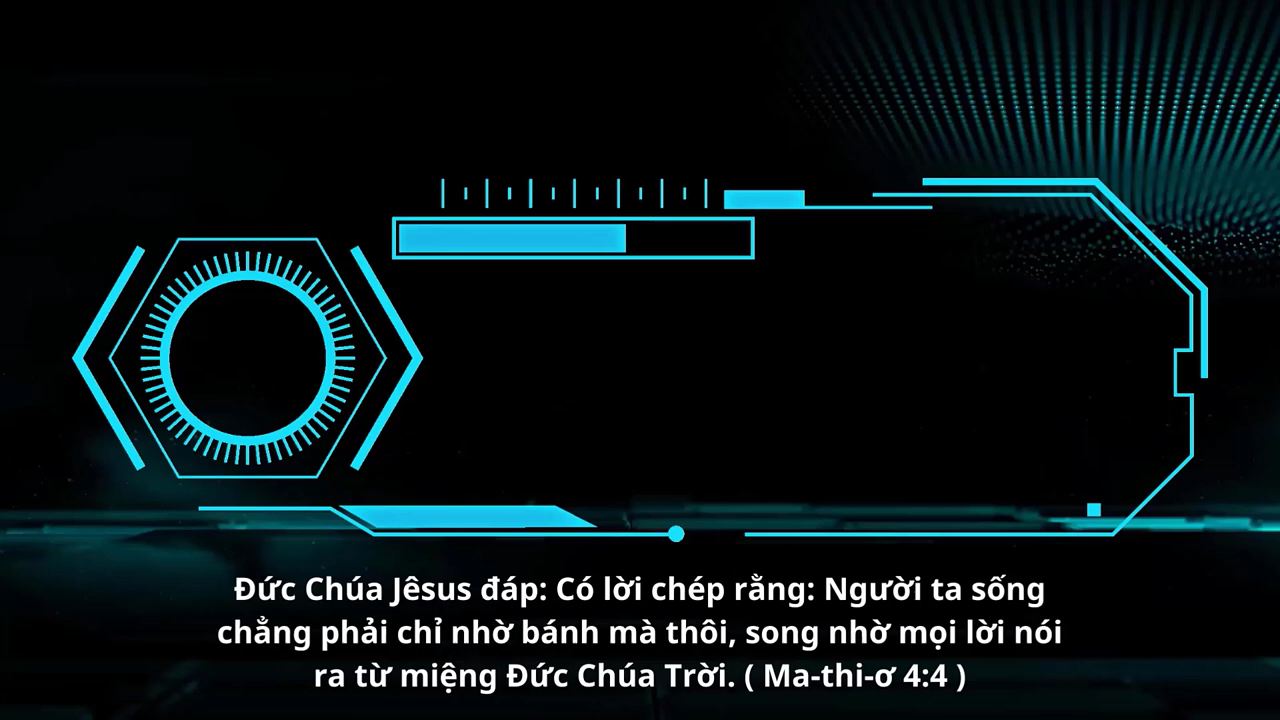 Đức Chúa Jêsus đáp: Có lời chép rằng: Người ta sống
chẳng phải chỉ nhờ bánh mà thôi, song nhờ mọi lời nói
ra từ miệng Đức Chúa Trời. ( Ma-thi-ơ 4:4 )